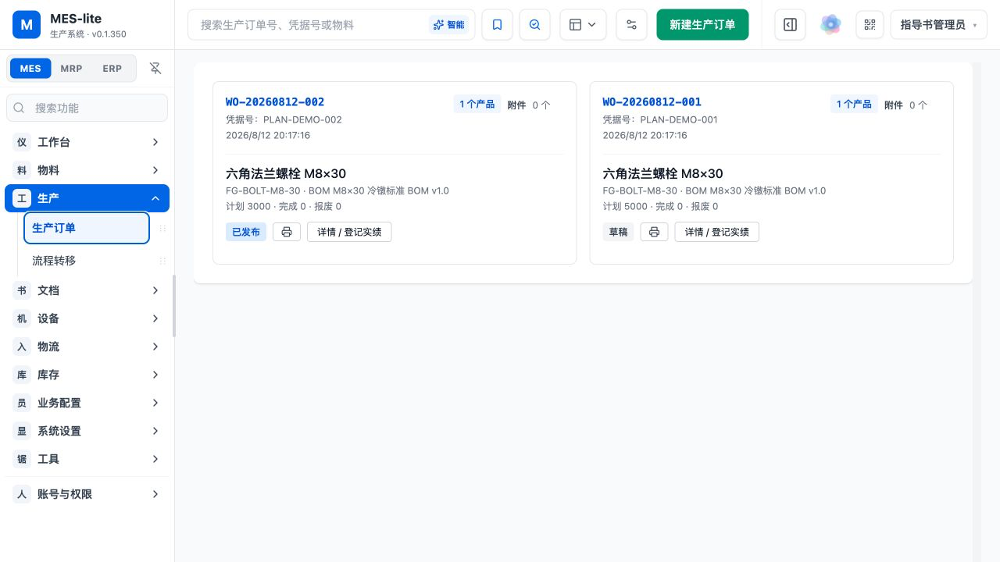 M
MES-lite
生产系统 · v0.1.350
搜索生产订单号、凭据号或物料
智能
新建生产订单
指导书管理员
MES MRP ERP
搜索功能
仪 工作台
料 物料
工 生产
生产订单
流程转移
书 文档
机 设备
入 物流
库 库存
员 业务配置
显 系统设置
锯 工具
人 账号与权限
WO-20260812-002
1 个产品 附件 0 个
凭据号：PLAN-DEMO-002
2026/8/12 20:17:16
六角法兰螺栓 M8×30
FG-BOLT-M8-30 · BOM M8×30 冷镦标准 BOM v1.0
计划 3000 · 完成 0 · 报废 0
已发布 详情 / 登记实绩
WO-20260812-001
1 个产品 附件 0 个
凭据号：PLAN-DEMO-001
2026/8/12 20:17:16
六角法兰螺栓 M8×30
FG-BOLT-M8-30 · BOM M8×30 冷镦标准 BOM v1.0
计划 5000 · 完成 0 · 报废 0
草稿 详情 / 登记实绩